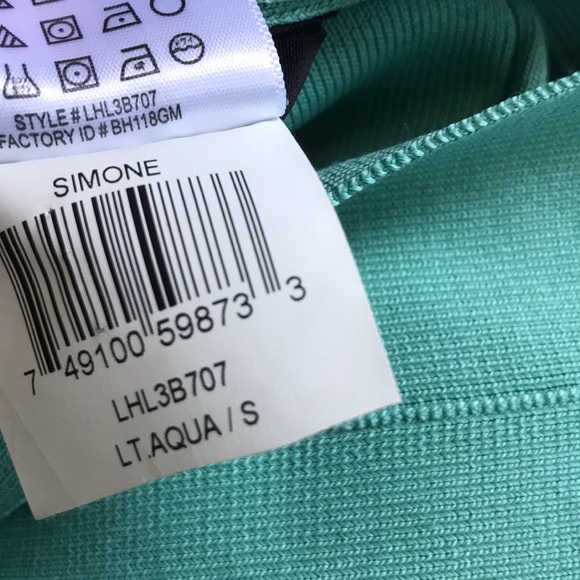 STYLE # LHL3B707
FACTORY ID # BH118GM
SIMONE
7 49100 59873 3
LHL3B707
LT.AQUA / S